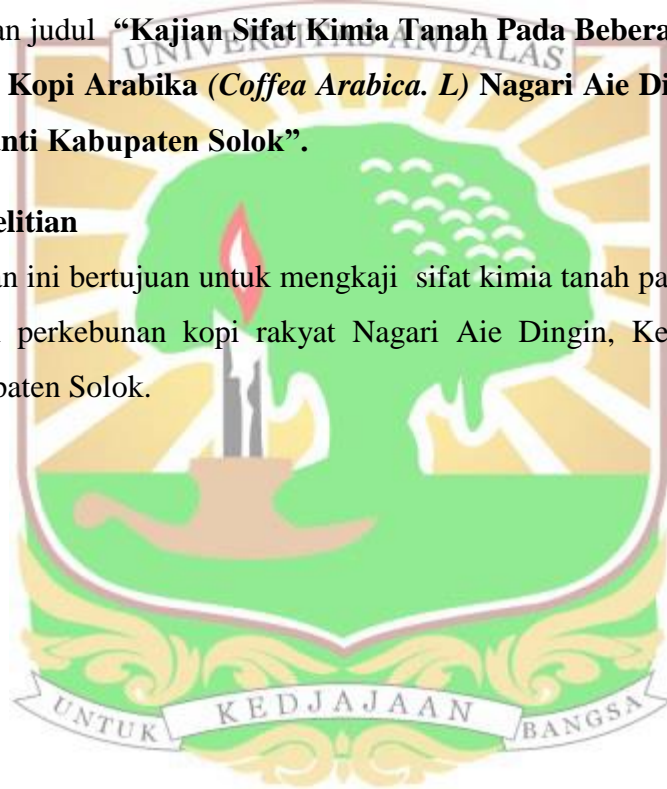 an judul “Kajian Sifat Kimia Tanah Pada Bebera
UNIVERSITAS ANDALAS
Kopi Arabika (Coffea Arabica. L) Nagari Aie Di
anti Kabupaten Solok”.
elitian
an ini bertujuan untuk mengkaji sifat kimia tanah pa
perkebunan kopi rakyat Nagari Aie Dingin, Ke
paten Solok.
UNTUK KEDJAJAAN BANGSA